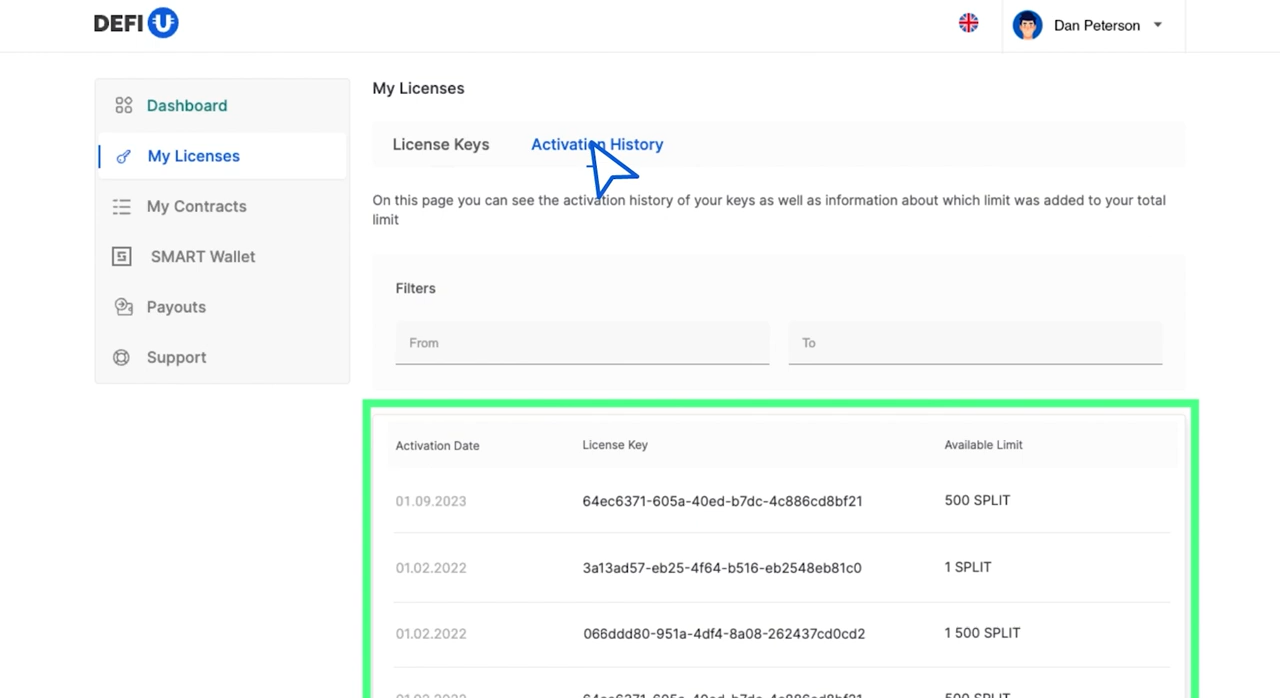 DEFI U
Dan Peterson
Dashboard
My Licenses
My Contracts
SMART Wallet
Payouts
Support
My Licenses
License Keys Activation History
On this page you can see the activation history of your keys as well as information about which limit was added to your total
limit
Filters
From To
Activation Date License Key Available Limit
01.09.2023 64ec6371-605a-40ed-b7dc-4c886cd8bf21 500 SPLIT
01.02.2022 3a13ad57-eb25-4f64-b516-eb2548eb81c0 1 SPLIT
01.02.2022 066ddd80-951a-4df4-8a08-262437cd0cd2 1 500 SPLIT
500 SPLIT